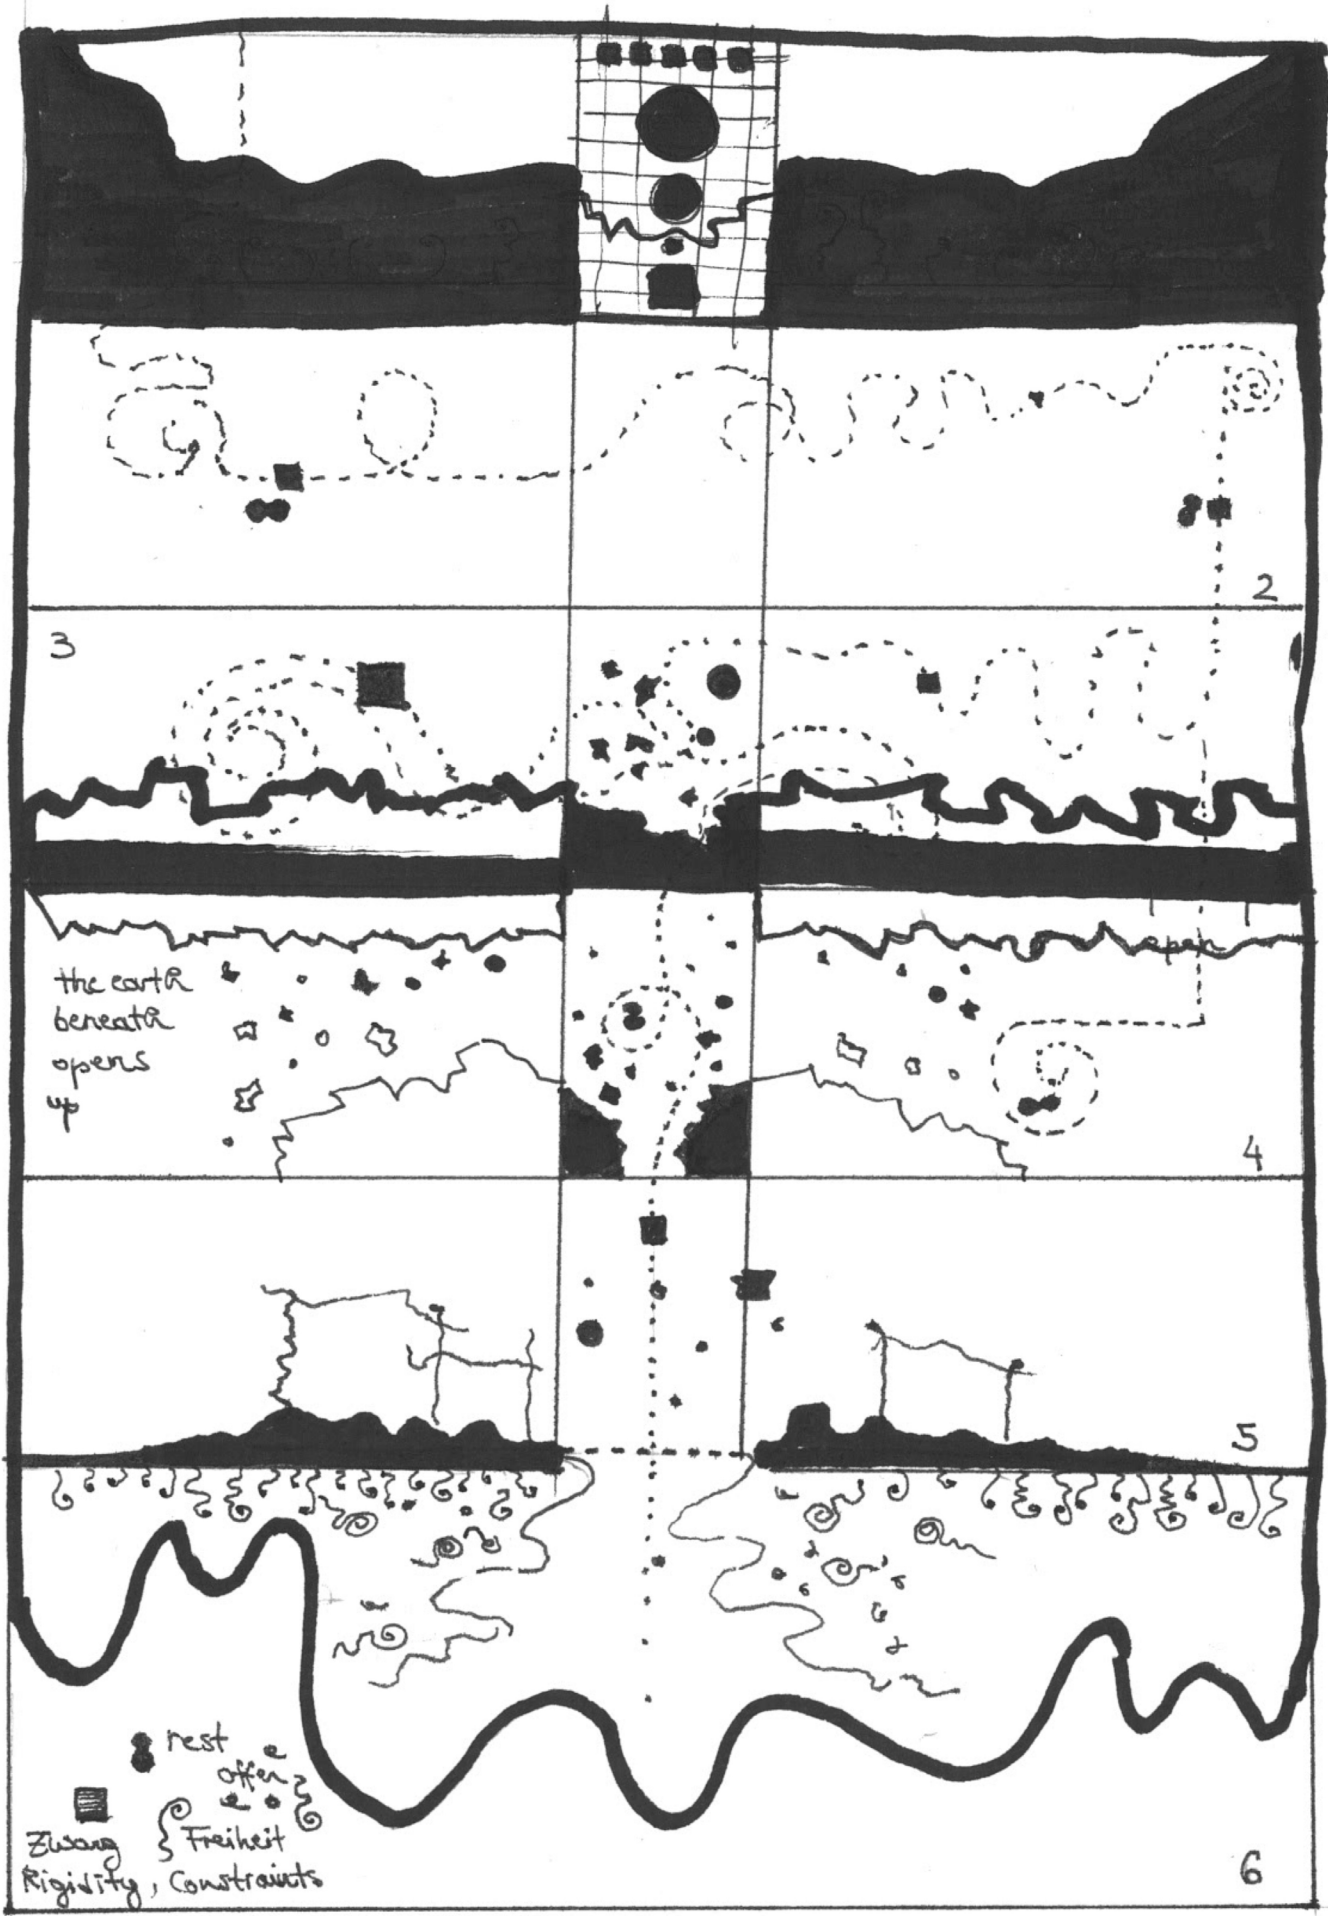 2
3
open
the earth
beneath
opens
up
4
5
rest
offen
Zwang
Freiheit
Rigidity, Constraints
6